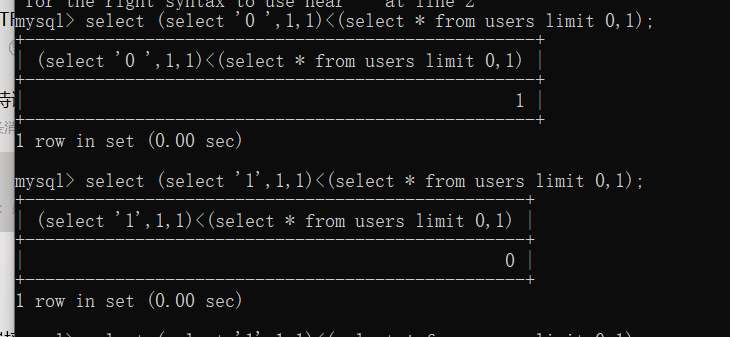 for the right syntax to use near '' at line 2
mysql> select (select '0 ',1,1)<(select * from users limit 0,1);
+--------------------------------------------------+
| (select '0 ',1,1)<(select * from users limit 0,1) |
+--------------------------------------------------+
| 1 |
+--------------------------------------------------+
1 row in set (0.00 sec)
mysql> select (select '1',1,1)<(select * from users limit 0,1);
+-------------------------------------------------+
| (select '1',1,1)<(select * from users limit 0,1) |
+-------------------------------------------------+
| 0 |
+-------------------------------------------------+
1 row in set (0.00 sec)